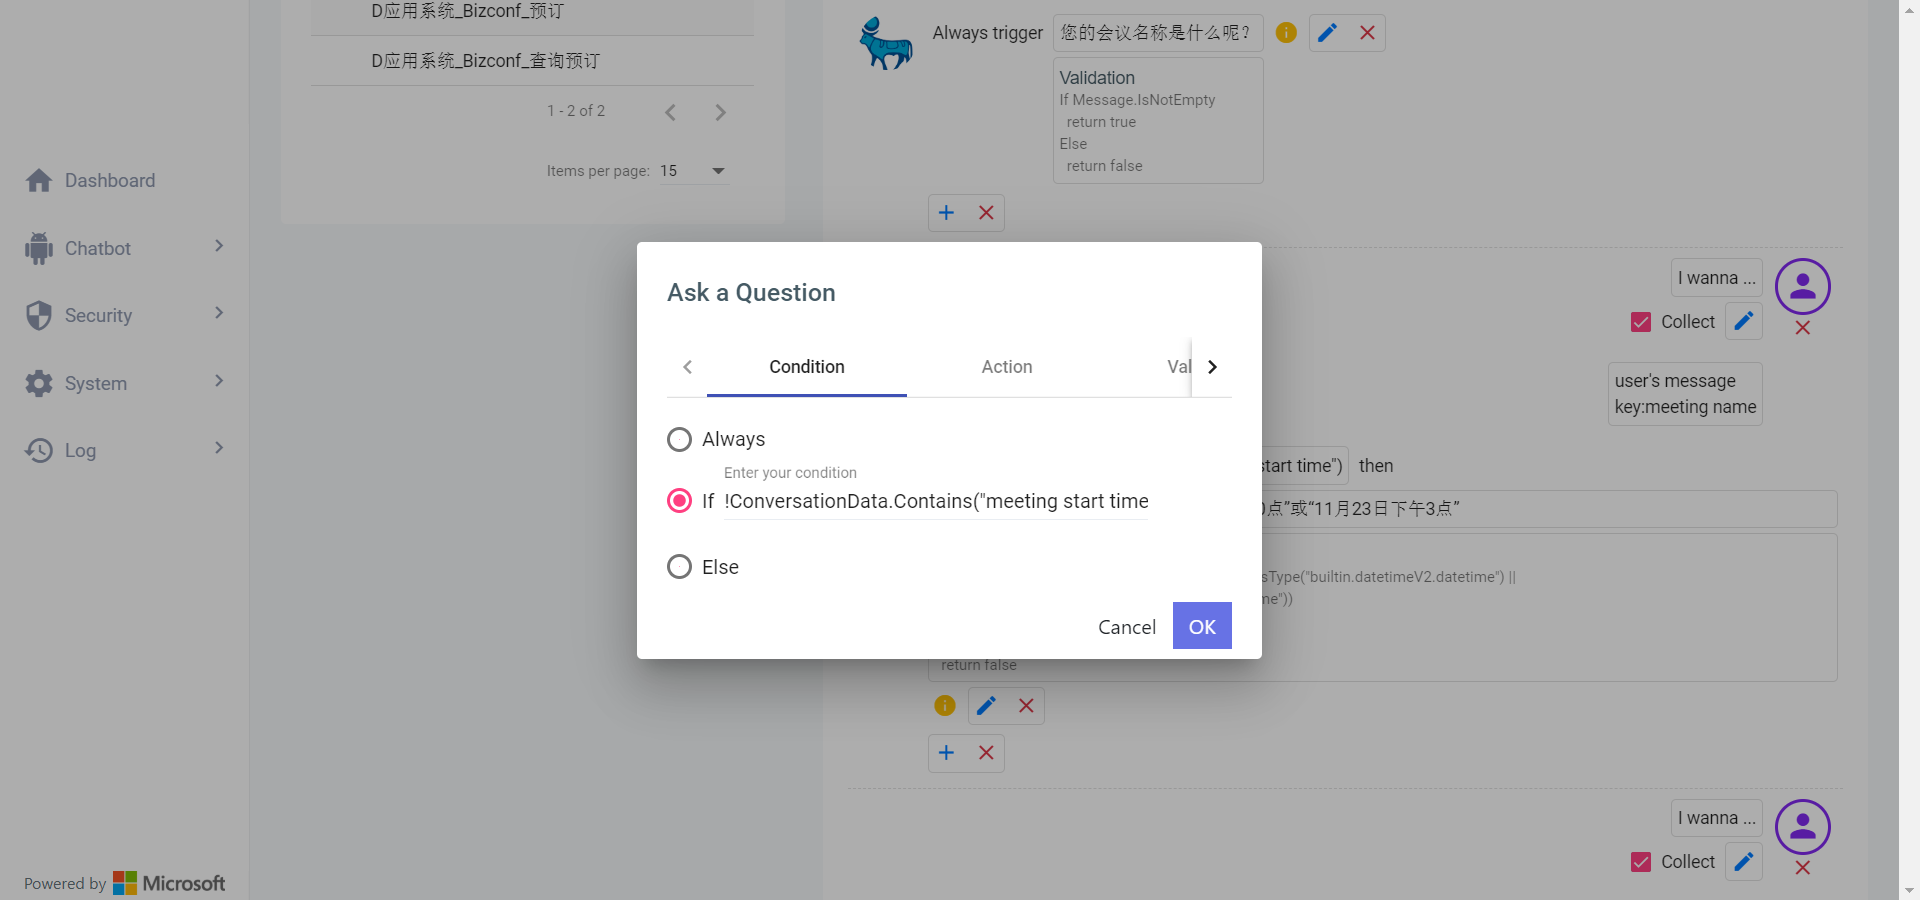 D应用系统_Bizconf_预订
D应用系统_Bizconf_查询预订
1 - 2 of 2
Items per page: 15
Dashboard
Chatbot
Security
System
Log
Powered by Microsoft
Always trigger
您的会议名称是什么呢？
Validation
If Message.IsNotEmpty
return true
Else
return false
I wanna ...
Collect
user's message
key:meeting name
start time") then
点”或“11月23日下午3点”
sType("builtin.datetimeV2.datetime") ||
me"))
return false
I wanna ...
Collect
Ask a Question
Condition
Action
Val
Always
Enter your condition
If !ConversationData.Contains("meeting start time
Else
Cancel
OK